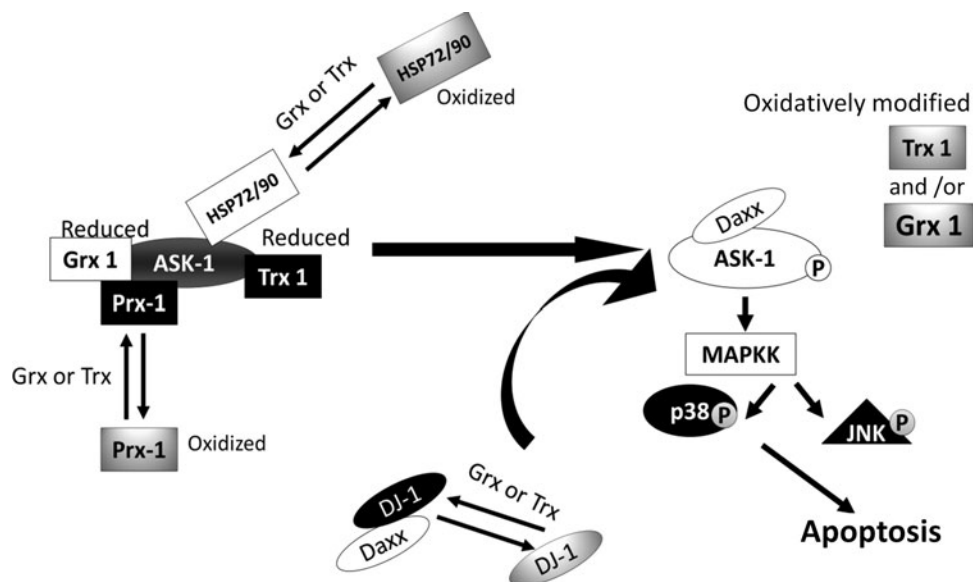 HSP72/90
Oxidized
Grx or Trx
HSP72/90
Reduced
Grx 1
ASK-1
Reduced
Trx 1
Prx-1
Grx or Trx
Prx-1
Oxidized
DJ-1
Daxx
Grx or Trx
DJ-1
Oxidatively modified
Trx 1
and /or
Grx 1
Daxx
ASK-1
P
MAPKK
p38
P
JNK
P
Apoptosis